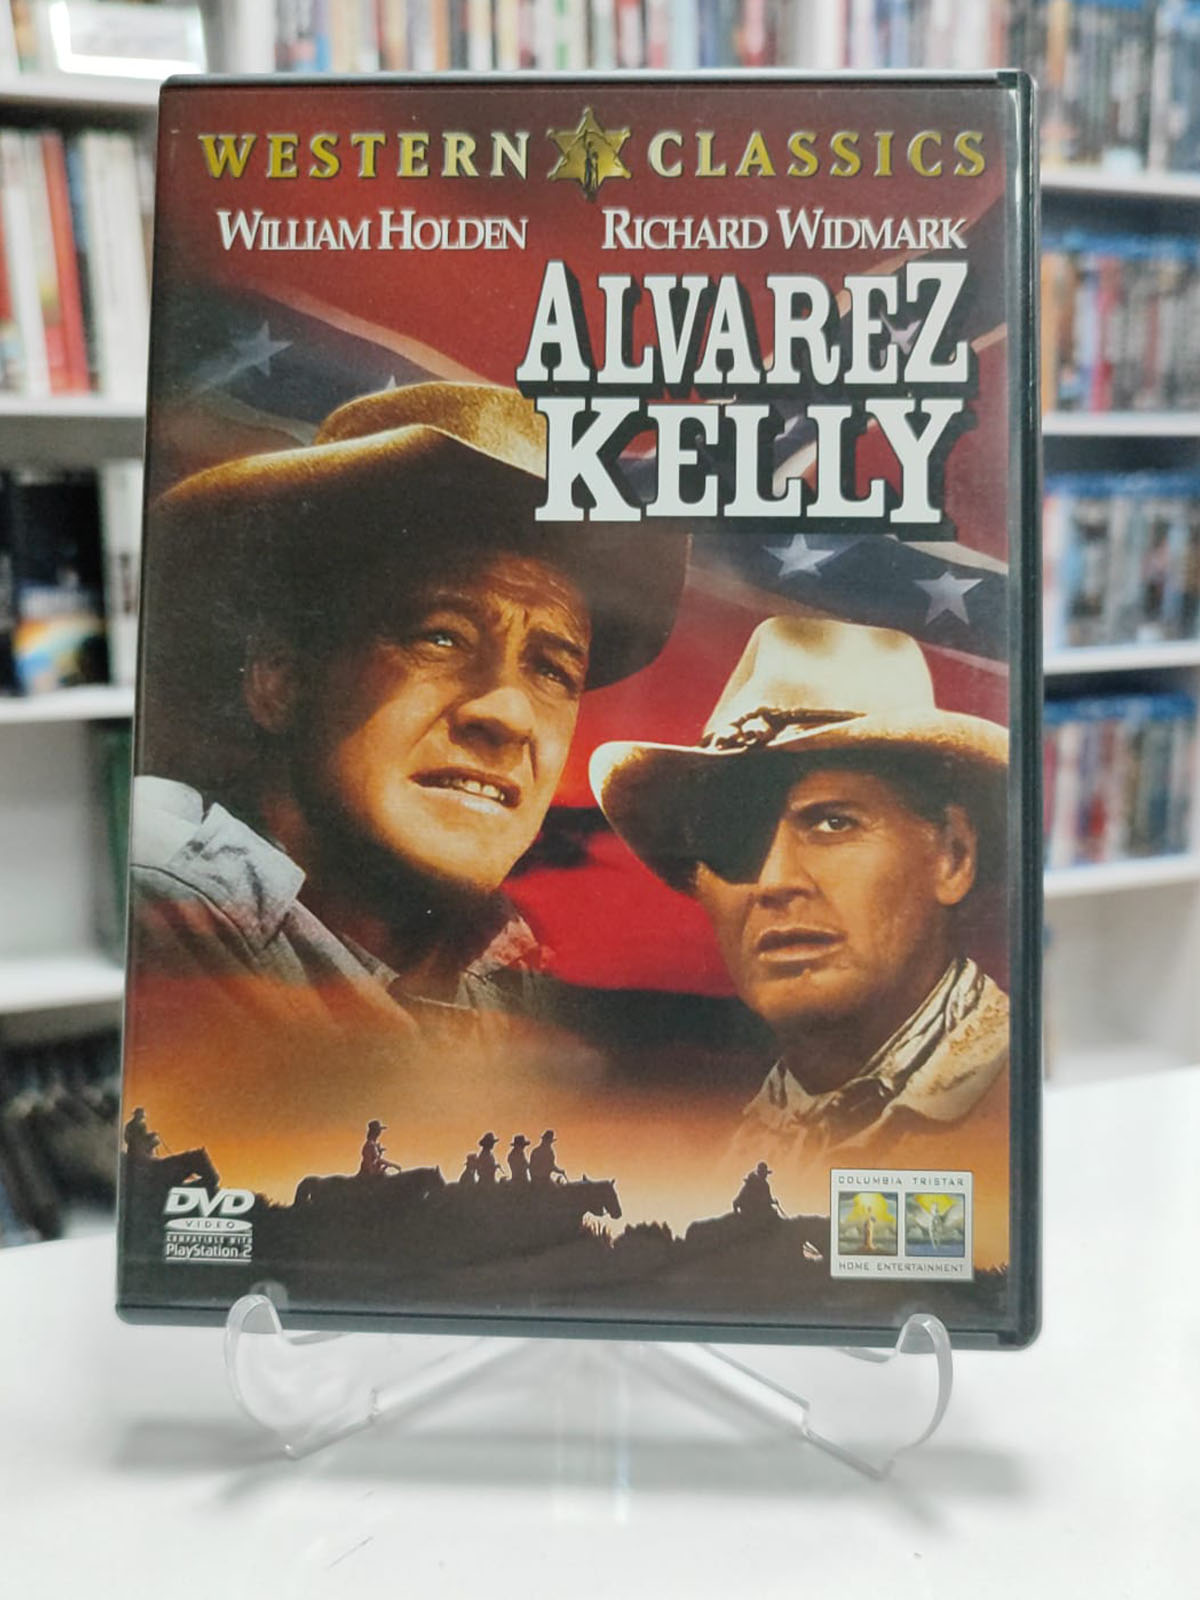 WESTERN CLASSICS
WILLIAM HOLDEN RICHARD WIDMARK
ALVAREZ
KELLY
DVD
VIDEO
COMPATIBLE WITH
PlayStation 2
COLUMBIA TRISTAR
HOME ENTERTAINMENT